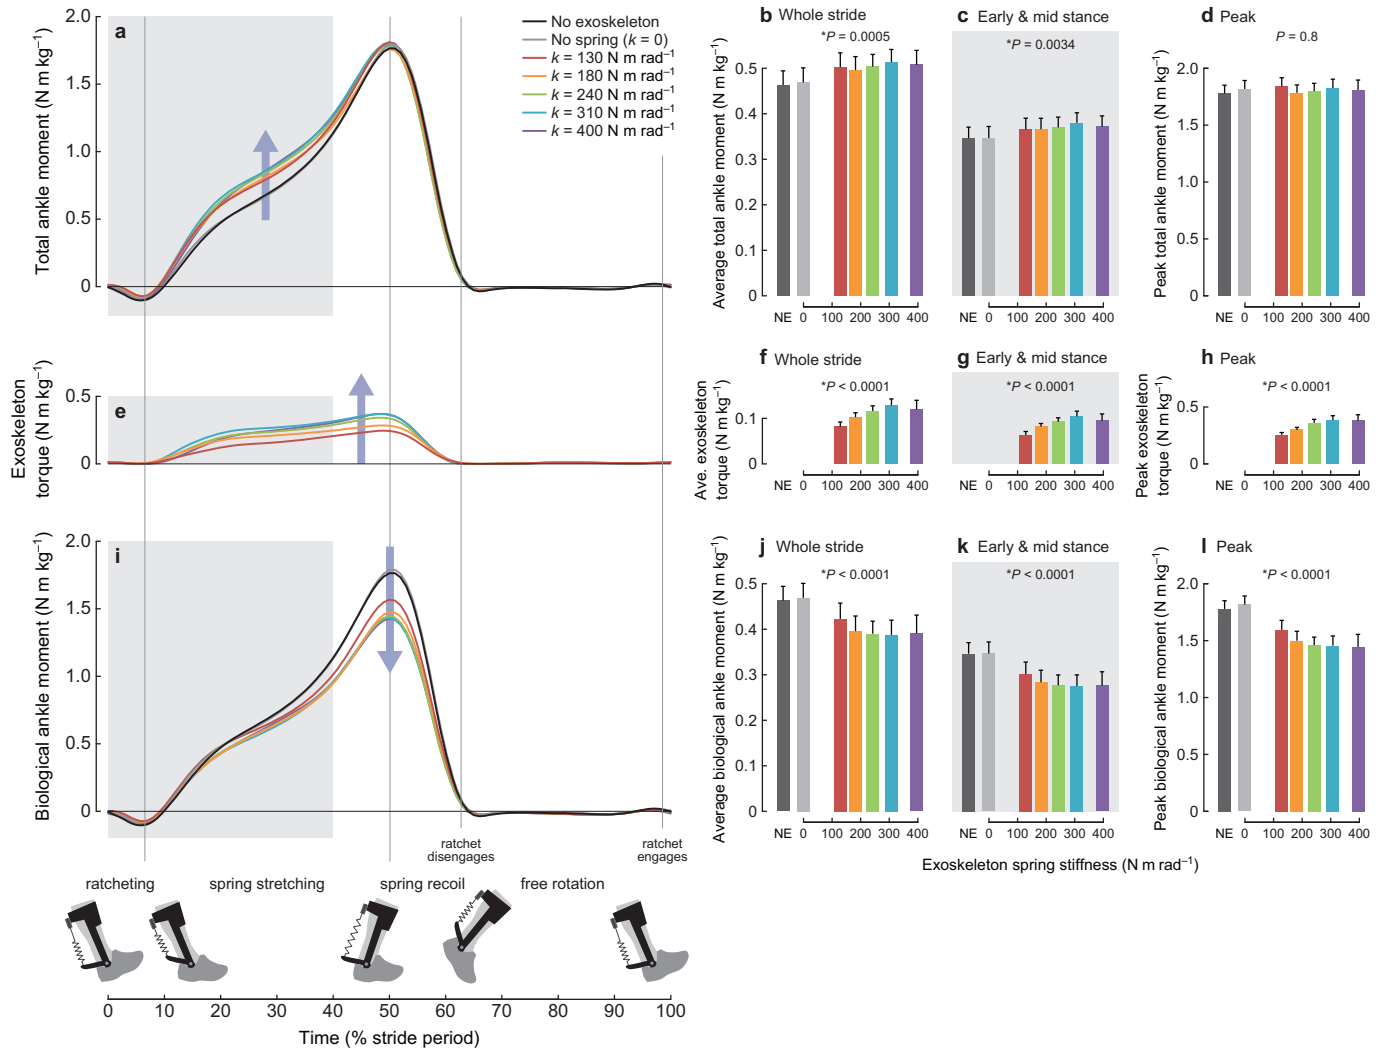 a
Total ankle moment (N m kg⁻¹)
2.0
1.5
1.0
0.5
0
No exoskeleton
No spring (k = 0)
k = 130 N m rad⁻¹
k = 180 N m rad⁻¹
k = 240 N m rad⁻¹
k = 310 N m rad⁻¹
k = 400 N m rad⁻¹
b Whole stride
*P = 0.0005
Average total ankle moment (N m kg⁻¹)
0.5
0.4
0.3
0.2
0.1
0
NE 0 100 200 300 400
c Early & mid stance
*P = 0.0034
NE 0 100 200 300 400
d Peak
P = 0.8
Peak total ankle moment (N m kg⁻¹)
2.0
1.5
1.0
0.5
0
NE 0 100 200 300 400
e
Exoskeleton
torque (N m kg⁻¹)
0.5
0
f Whole stride
*P < 0.0001
Ave. exoskeleton
torque (N m kg⁻¹)
0.1
0
NE 0 100 200 300 400
g Early & mid stance
*P < 0.0001
NE 0 100 200 300 400
h Peak
*P < 0.0001
Peak exoskeleton
torque (N m kg⁻¹)
0.5
0
NE 0 100 200 300 400
i
Biological ankle moment (N m kg⁻¹)
2.0
1.5
1.0
0.5
0
ratchet
disengages
ratchet
engages
j Whole stride
*P < 0.0001
Average biological ankle moment (N m kg⁻¹)
0.5
0.4
0.3
0.2
0.1
0
NE 0 100 200 300 400
k Early & mid stance
*P < 0.0001
NE 0 100 200 300 400
l Peak
*P < 0.0001
Peak biological ankle moment (N m kg⁻¹)
2.0
1.5
1.0
0.5
0
NE 0 100 200 300 400
Exoskeleton spring stiffness (N m rad⁻¹)
ratcheting spring stretching spring recoil free rotation
0 10 20 30 40 50 60 70 80 90 100
Time (% stride period)